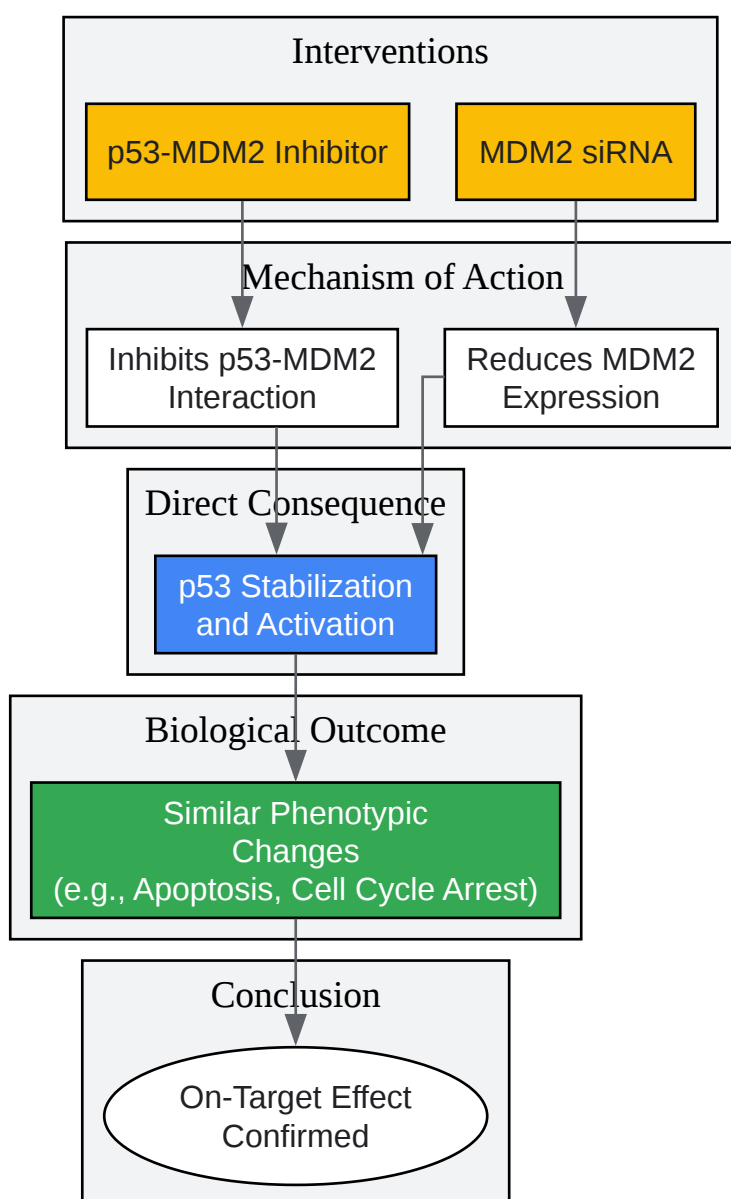 Interventions
p53-MDM2 Inhibitor
MDM2 siRNA
Mechanism of Action
Inhibits p53-MDM2
Interaction
Reduces MDM2
Expression
Direct Consequence
p53 Stabilization
and Activation
Biological Outcome
Similar Phenotypic
Changes
(e.g., Apoptosis, Cell Cycle Arrest)
Conclusion
On-Target Effect
Confirmed